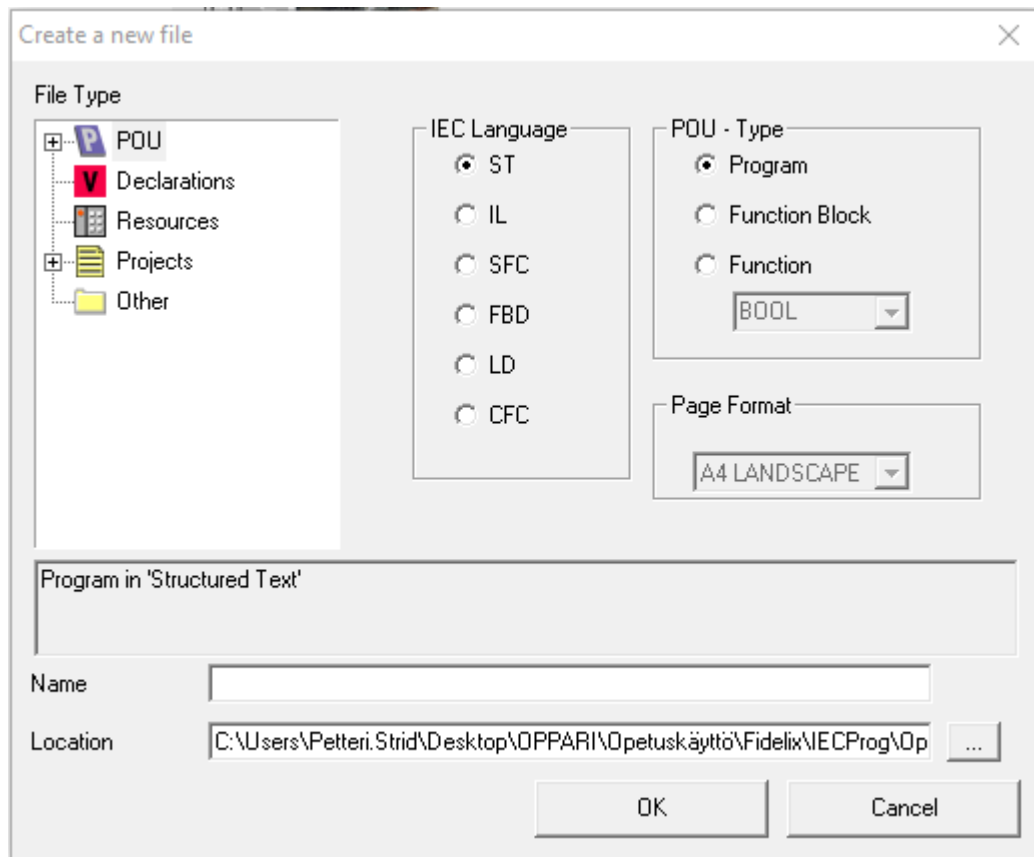 Create a new file
File Type
POU
Declarations
Resources
Projects
Other
IEC Language
ST
IL
SFC
FBD
LD
CFC
POU - Type
Program
Function Block
Function
BOOL
Page Format
A4 LANDSCAPE
Program in 'Structured Text'
Name
Location
C:\Users\Petteri.Strid\Desktop\OPPARI\Opetuskäyttö\Fidelix\IECProg\Op
...
OK
Cancel